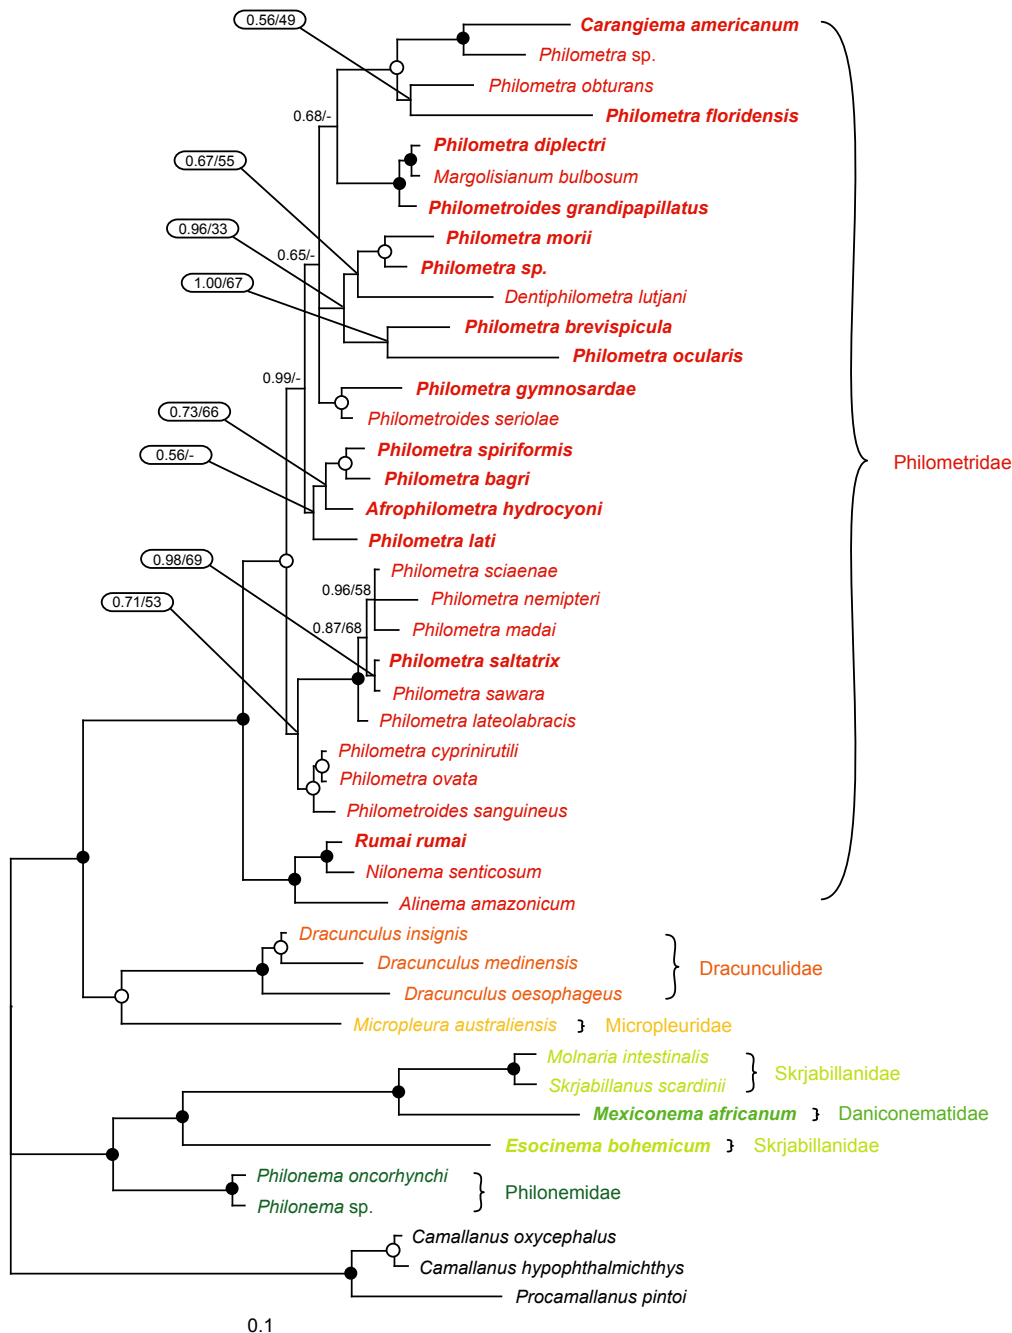 0.56/49
Carangiema americanum
Philometra sp.
Philometra obturans
0.68/-
Philometra floridensis
Philometra diplectri
0.67/55
Margolisianum bulbosum
Philometroides grandipapillatus
0.96/33
Philometra morii
0.65/-
Philometra sp.
1.00/67
Dentiphilometra lutjani
Philometra brevispicula
Philometra ocularis
0.99/-
Philometra gymnosardae
0.73/66
Philometroides seriolae
0.56/-
Philometra spiriformis
Philometridae
Philometra bagri
Afrophilometra hydrocyoni
Philometra lati
0.98/69
Philometra sciaenae
0.96/58
0.71/53
Philometra nemipteri
0.87/68
Philometra madai
Philometra saltatrix
Philometra sawara
Philometra lateolabracis
Philometra cyprinirutili
Philometra ovata
Philometroides sanguineus
Rumai rumai
Nilonema senticosum
Alinema amazonicum
Dracunculus insignis
Dracunculus medinensis
Dracunculidae
Dracunculus oesophageus
Micropleura australiensis
Micropleuridae
Molnaria intestinalis
Skrjabillanidae
Skrjabillanus scardinii
Mexiconema africanum
Daniconematidae
Esocinema bohemicum
Skrjabillanidae
Philonema oncorhynchi
Philonemidae
Philonema sp.
Camallanus oxycephalus
Camallanus hypophthalmichthys
Procamallanus pintoi
0.1